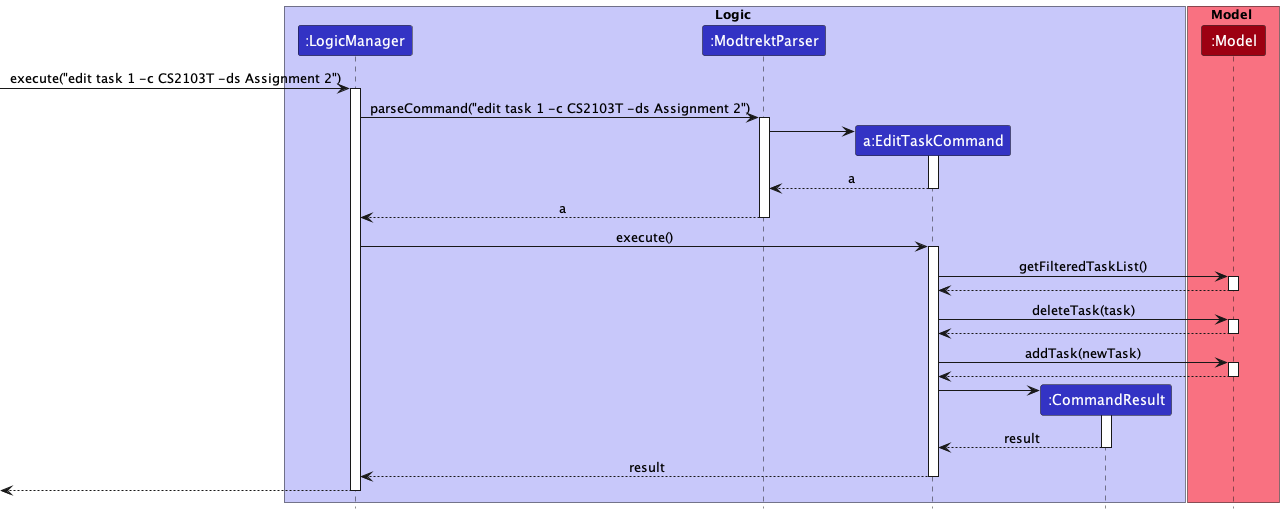 Logic
Model
:LogicManager
:ModtrektParser
:Model
execute("edit task 1 -c CS2103T -ds Assignment 2")
parseCommand("edit task 1 -c CS2103T -ds Assignment 2")
a:EditTaskCommand
a
a
execute()
getFilteredTaskList()
deleteTask(task)
addTask(newTask)
:CommandResult
result
result